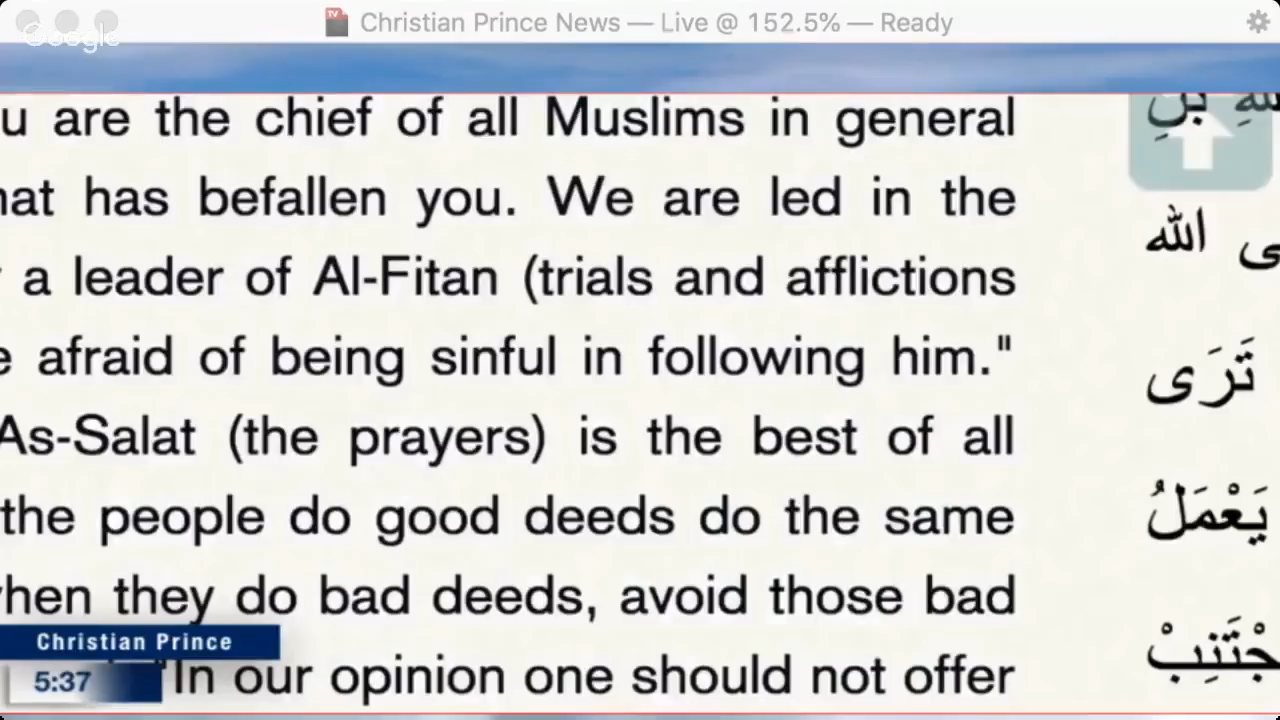 Google
Christian Prince News — Live @ 152.5% — Ready
u are the chief of all Muslims in general
hat has befallen you. We are led in the
a leader of Al-Fitan (trials and afflictions
e afraid of being sinful in following him."
As-Salat (the prayers) is the best of all
the people do good deeds do the same
when they do bad deeds, avoid those bad
"In our opinion one should not offer
بْنِ
ى الله
تَرَى
يَعْمَلُ
جْتَنِبْ
Christian Prince
5:37